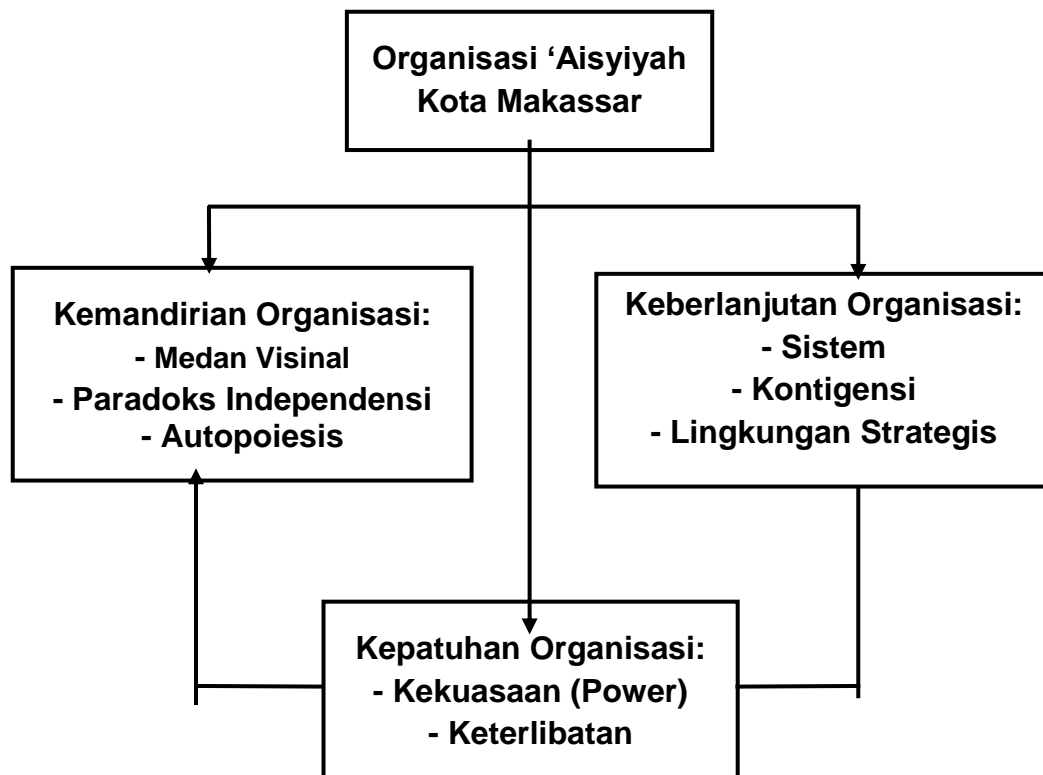 Organisasi ‘Aisyiyah
Kota Makassar
Kemandirian Organisasi:
- Medan Visinal
- Paradoks Independensi
- Autopoiesis
Keberlanjutan Organisasi:
- Sistem
- Kontigensi
- Lingkungan Strategis
Kepatuhan Organisasi:
- Kekuasaan (Power)
- Keterlibatan